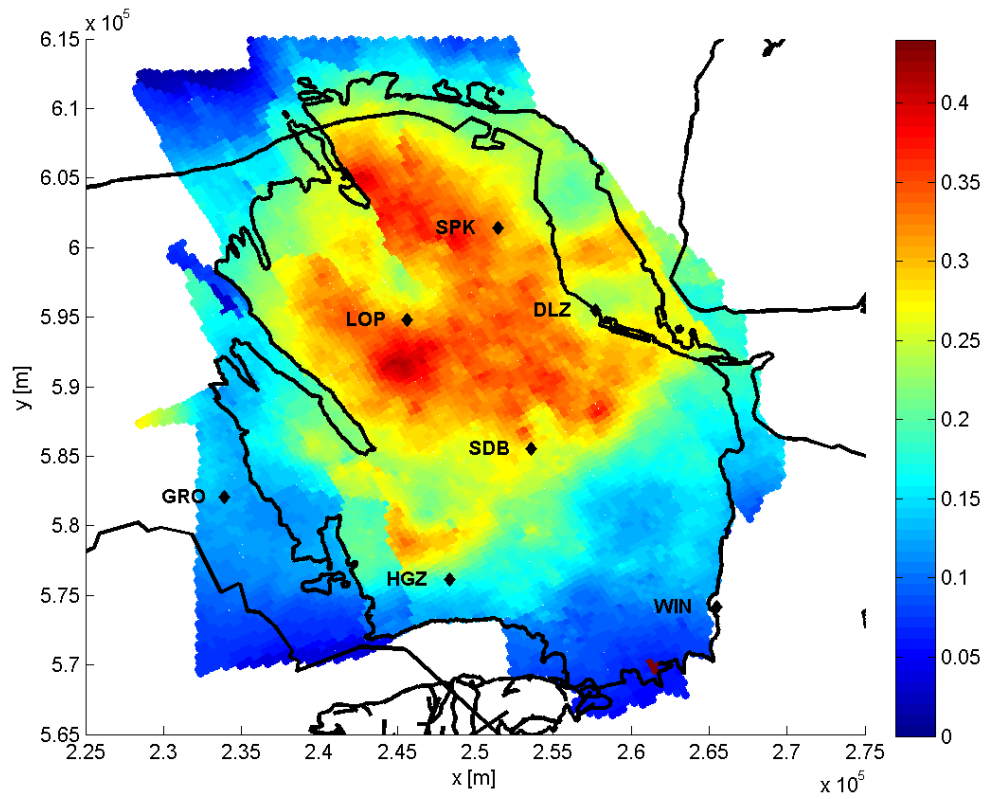 x 10^5
6.15
6.1
6.05
6
5.95
5.9
5.85
5.8
5.75
5.7
5.65
y [m]
SPK
LOP
DLZ
SDB
GRO
HGZ
WIN
0.4
0.35
0.3
0.25
0.2
0.15
0.1
0.05
0
2.25 2.3 2.35 2.4 2.45 2.5 2.55 2.6 2.65 2.7 2.75
x [m]
x 10^5